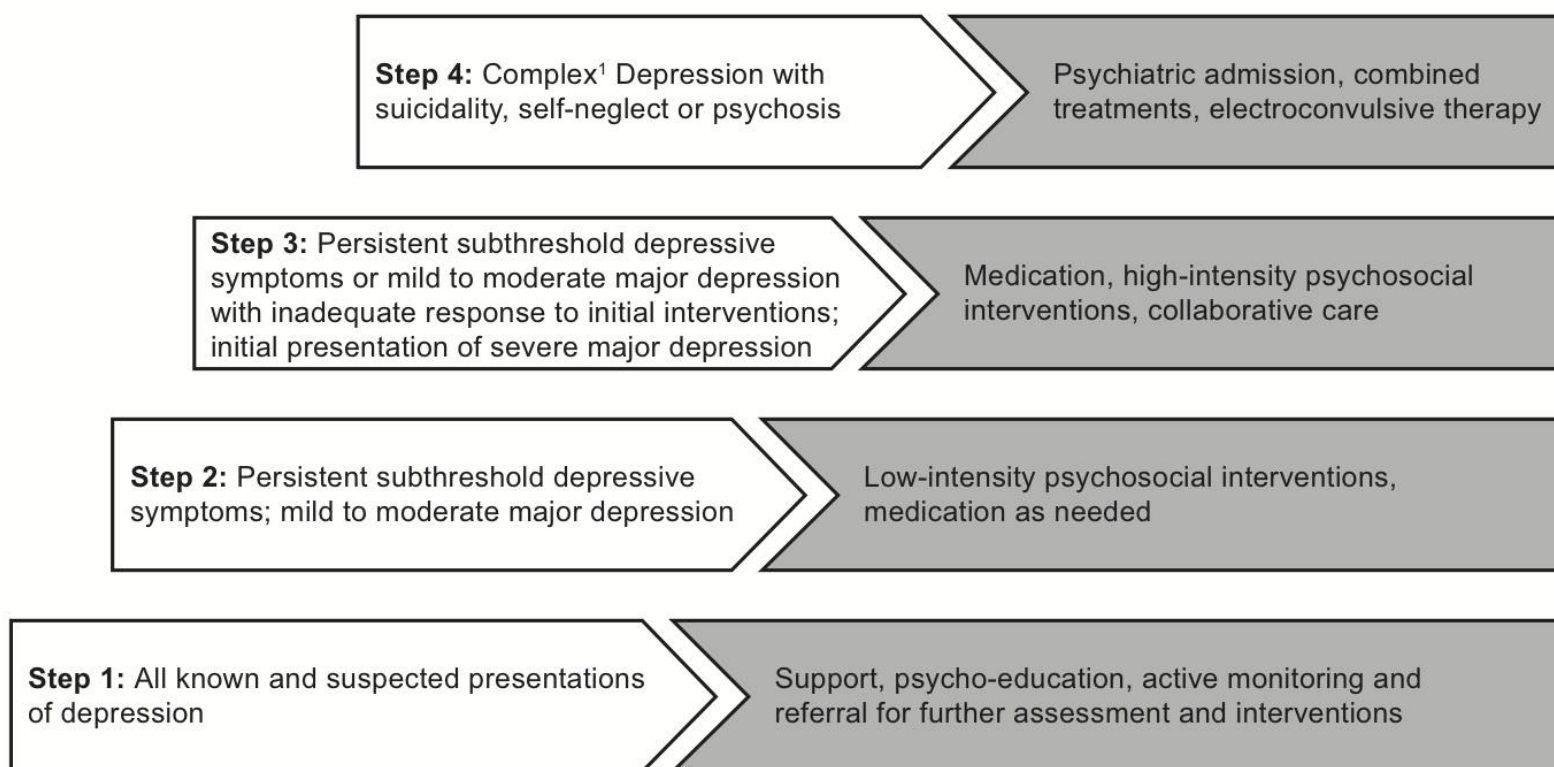 Step 4: Complex¹ Depression with
suicidality, self-neglect or psychosis
Psychiatric admission, combined
treatments, electroconvulsive therapy
Step 3: Persistent subthreshold depressive
symptoms or mild to moderate major depression
with inadequate response to initial interventions;
initial presentation of severe major depression
Medication, high-intensity psychosocial
interventions, collaborative care
Step 2: Persistent subthreshold depressive
symptoms; mild to moderate major depression
Low-intensity psychosocial interventions,
medication as needed
Step 1: All known and suspected presentations
of depression
Support, psycho-education, active monitoring and
referral for further assessment and interventions